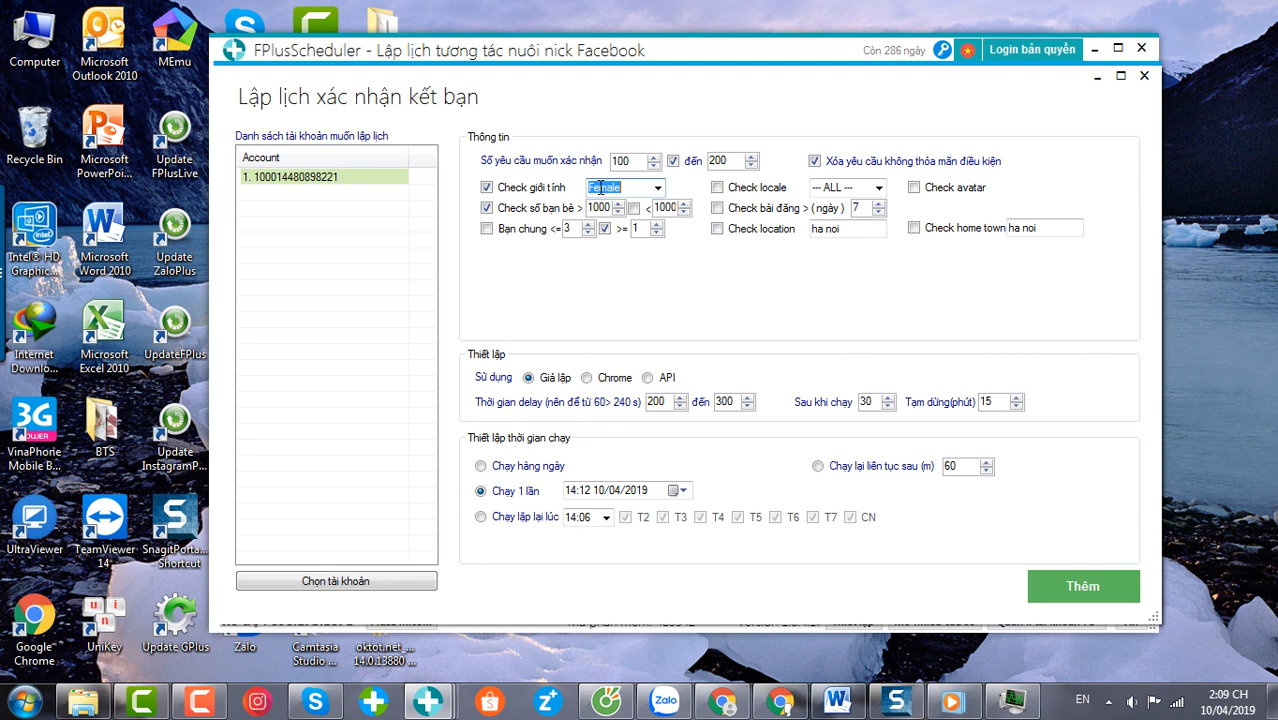 Computer
Microsoft Outlook 2010
MEmu
Recycle Bin
Microsoft PowerPoi...
Update FPlusLive
Intel® HD Graphic...
Microsoft Word 2010
Update ZaloPlus
Internet Downlo...
Microsoft Excel 2010
UpdateFPlus
3G
POWER
VinaPhone Mobile B...
BTS
Update InstagramP...
UltraViewer
TeamViewer 14
SnagitPorta... Shortcut
Google Chrome
u i n
UniKey
Update GPlus
Zalo
Camtasia Studio ...
oktot.net_... 14.0.13880 ...
FPlusScheduler - Lập lịch tương tác nuôi nick Facebook
Còn 286 ngày
Login bản quyền
Lập lịch xác nhận kết bạn
Danh sách tài khoản muốn lập lịch
Account
1. 100014480898221
Chọn tài khoản
Thông tin
Số yêu cầu muốn xác nhận 100 đến 200 Xóa yêu cầu không thỏa mãn điều kiện
Check giới tính Female Check locale --- ALL --- Check avatar
Check số bạn bè > 1000 < 1000 Check bài đăng > ( ngày ) 7
Bạn chung <= 3 >= 1 Check location ha noi Check home town ha noi
Thiết lập
Sử dụng Giả lập Chrome API
Thời gian delay (nên để từ 60> 240 s) 200 đến 300 Sau khi chạy 30 Tạm dừng(phút) 15
Thiết lập thời gian chạy
Chạy hàng ngày Chạy lại liên tục sau (m) 60
Chạy 1 lần 14:12 10/04/2019
Chạy lặp lại lúc 14:06 T2 T3 T4 T5 T6 T7 CN
Thêm
Zalo
EN
2:09 CH
10/04/2019